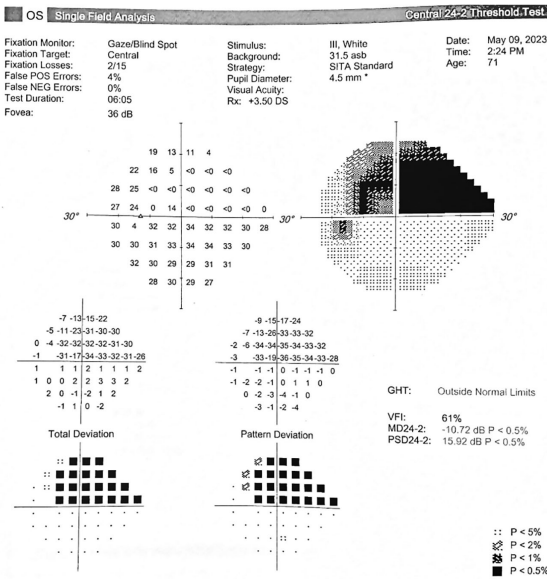 OS Single Field Analysis Central 24-2 Threshold Test
Fixation Monitor: Gaze/Blind Spot Stimulus: III, White Date: May 09, 2023
Fixation Target: Central Background: 31.5 asb Time: 2:24 PM
Fixation Losses: 2/15 Strategy: SITA Standard Age: 71
False POS Errors: 4% Pupil Diameter: 4.5 mm *
False NEG Errors: 0% Visual Acuity:
Test Duration: 06:05 Rx: +3.50 DS
Fovea: 36 dB
19 13 11 4
22 16 5 <0 <0 <0
28 25 <0 <0 <0 <0 <0
27 24 0 14 <0 <0 <0 <0 0
30° 30° 30°
30 4 32 32 34 32 32 30 28
30 30 31 33 34 34 33 30
32 30 29 29 31 31
28 30 29 27
-7 -13 -15 -22 -9 -15 -17 -24
-5 -11 -23 -31 -30 -30 -7 -13 -26 -33 -33 -32
0 -4 -32 -32 -32 -32 -31 -30 -2 -6 -34 -34 -35 -34 -33 -32
-1 -31 -17 -34 -33 -32 -31 -26 -3 -33 -19 -36 -35 -34 -33 -28
1 1 1 2 1 1 1 2 -1 -1 -1 0 -1 -1 1 0
1 0 0 2 2 3 3 2 -1 -2 -2 -1 0 1 1 0
2 0 -1 -2 1 2 0 -2 -3 -4 -1 0
-1 1 0 -2 -3 -1 -2 -4
GHT: Outside Normal Limits
VFI: 61%
MD24-2: -10.72 dB P < 0.5%
PSD24-2: 15.92 dB P < 0.5%
Total Deviation Pattern Deviation
P < 5%
P < 2%
P < 1%
P < 0.5%